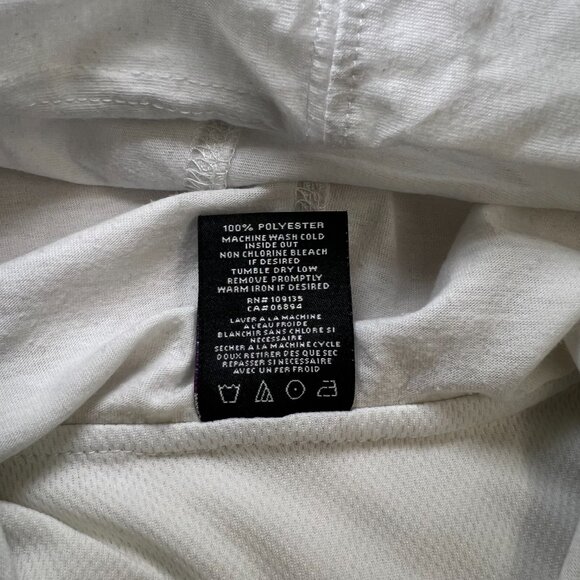 100% POLYESTER
MACHINE WASH COLD
INSIDE OUT
NON CHLORINE BLEACH
IF DESIRED
TUMBLE DRY LOW
REMOVE PROMPTLY
WARM IRON IF DESIRED
RN# 109135
CA# 06894
LAVER A LA MACHINE
A L'EAU FROIDE
BLANCHIR SANS CHLORE SI
NECESSAIRE
SECHER A LA MACHINE CYCLE
DOUX RETIRER DES QUE SEC
REPASSER SI NECESSAIRE
AVEC UN FER FROID